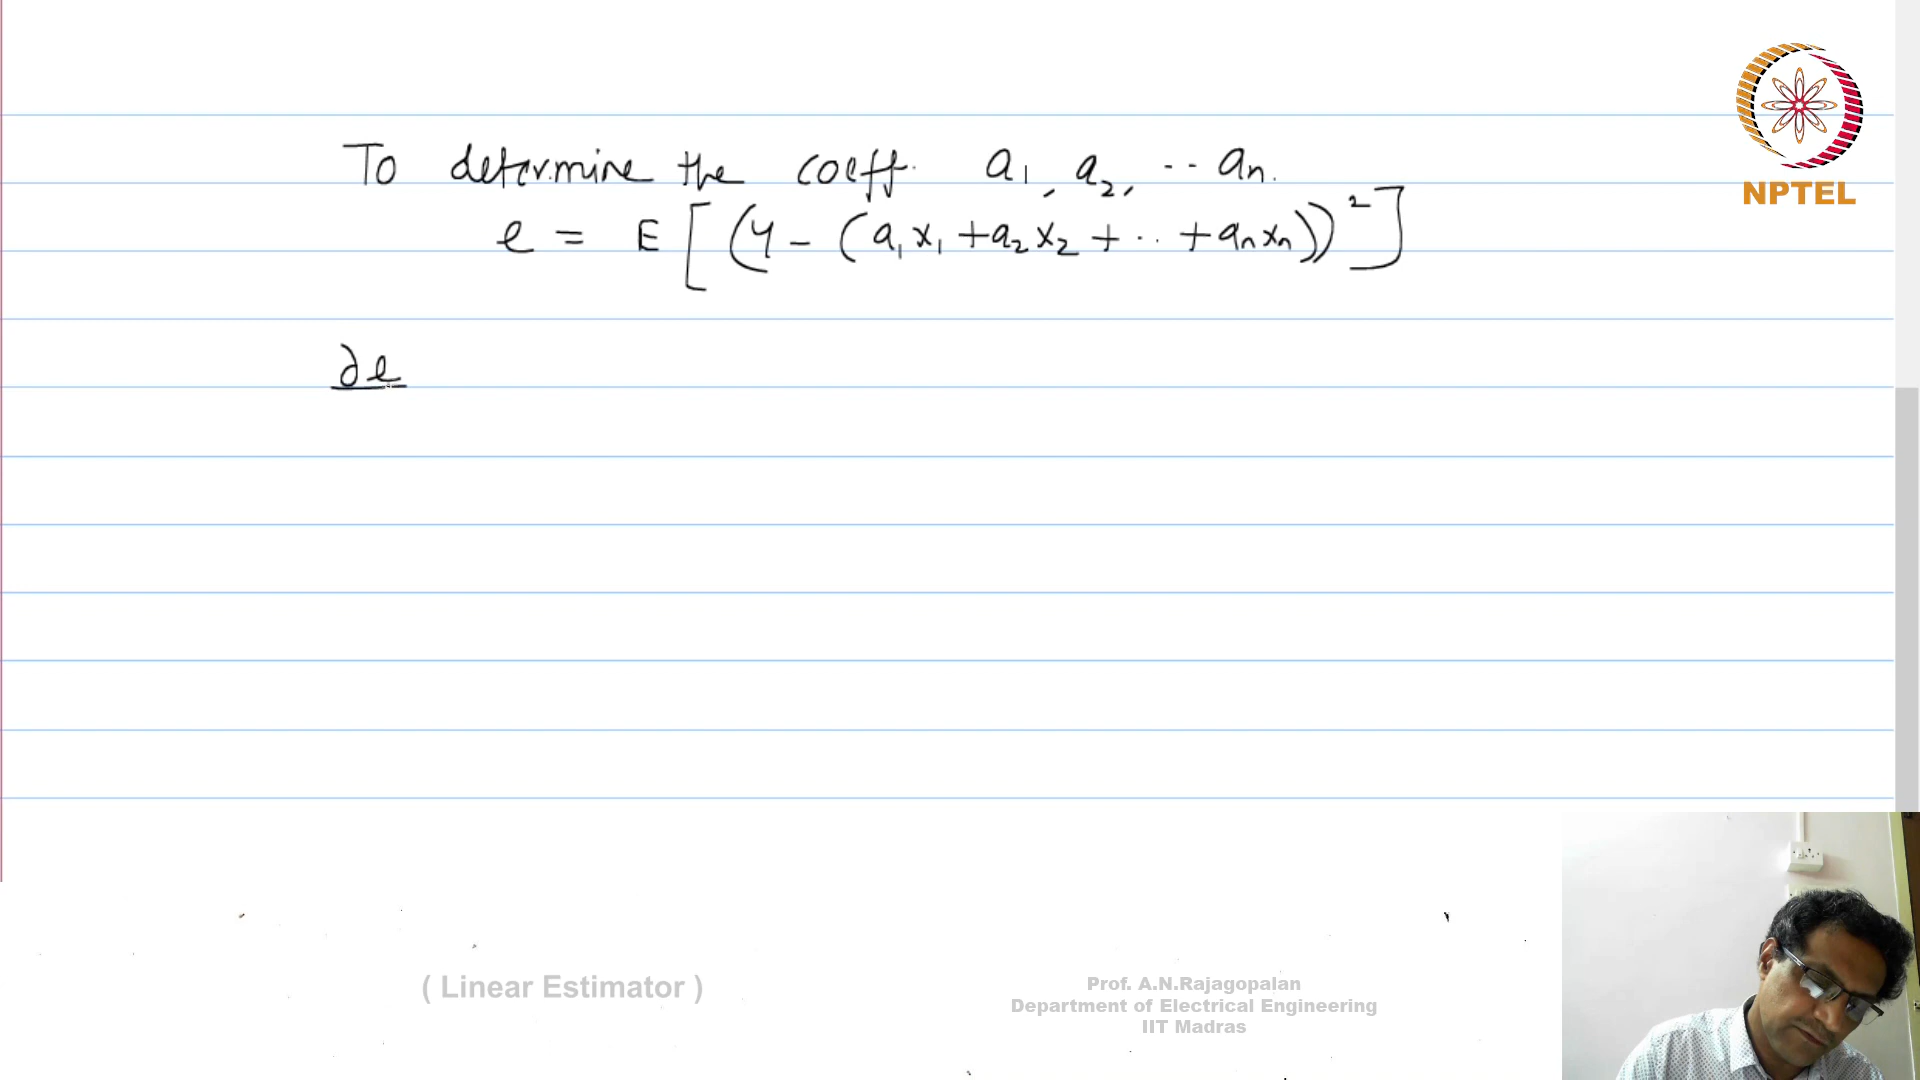 To determine the coeff. a₁, a₂, .. aₙ.
e = E [ (Y - (a₁x₁ + a₂x₂ + .. + aₙxₙ))² ]
∂e
NPTEL
( Linear Estimator )
Prof. A.N.Rajagopalan
Department of Electrical Engineering
IIT Madras